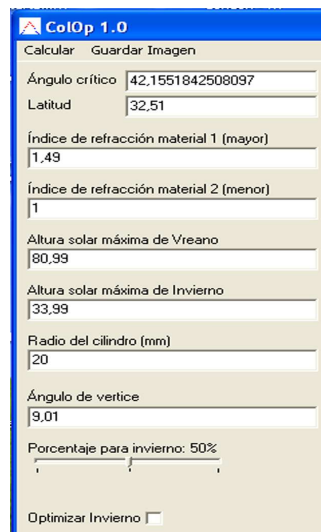 ColOp 1.0
Calcular Guardar Imagen
Ángulo crítico 42,1551842508097
Latitud 32,51
Índice de refracción material 1 (mayor)
1,49
Índice de refracción material 2 (menor)
1
Altura solar máxima de Vreano
80,99
Altura solar máxima de Invierno
33,99
Radio del cilindro (mm)
20
Ángulo de vertice
9,01
Porcentaje para invierno: 50%
Optimizar Invierno